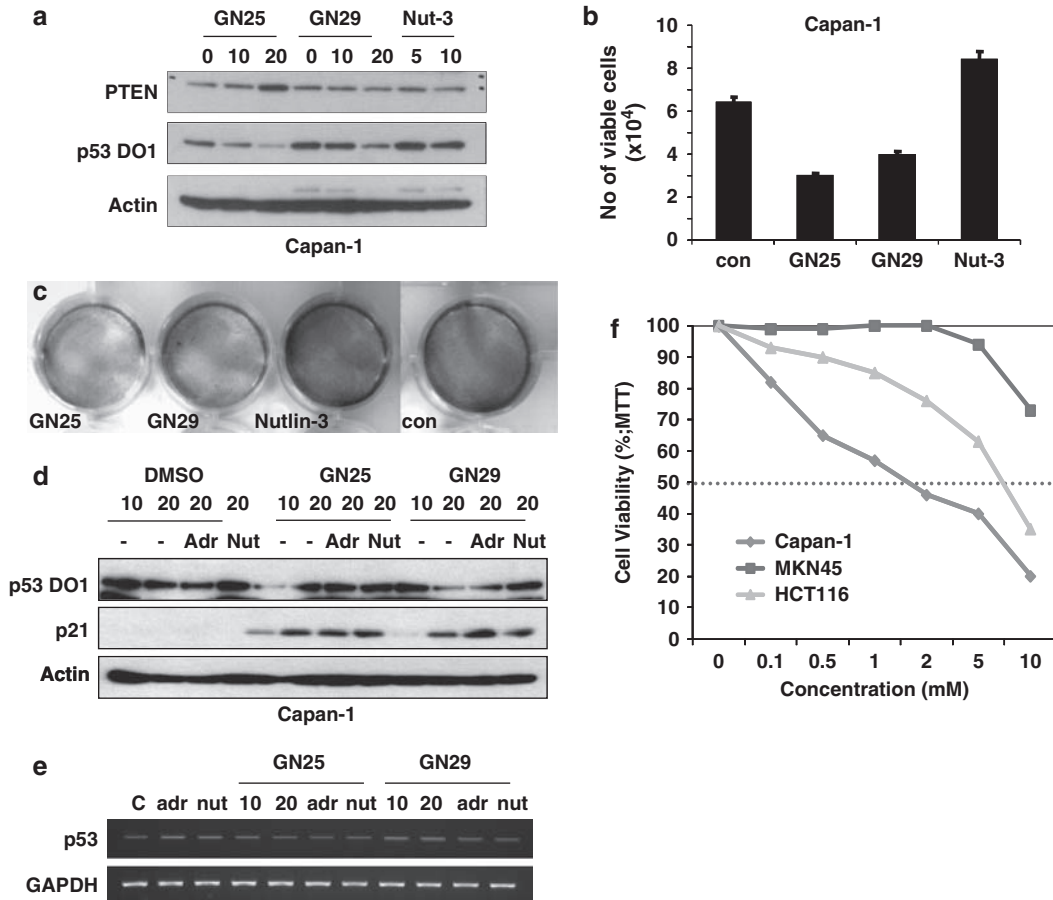 a
GN25 GN29 Nut-3
0 10 20 0 10 20 5 10
PTEN
p53 DO1
Actin
Capan-1
b
Capan-1
No of viable cells
(x10⁴)
10
8
6
4
2
0
con GN25 GN29 Nut-3
c
GN25 GN29 Nutlin-3 con
d
DMSO GN25 GN29
10 20 20 20 10 20 20 20 10 20 20 20
- - Adr Nut - - Adr Nut - - Adr Nut
p53 DO1
p21
Actin
Capan-1
e
GN25 GN29
C adr nut 10 20 adr nut 10 20 adr nut
p53
GAPDH
f
Cell Viability (%;MTT)
100
90
80
70
60
50
40
30
20
10
0
Capan-1
MKN45
HCT116
0 0.1 0.5 1 2 5 10
Concentration (mM)